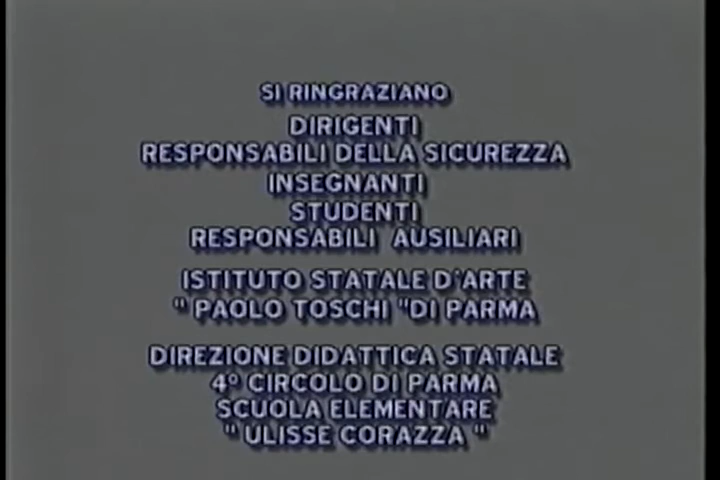 SI RINGRAZIANO
DIRIGENTI
RESPONSABILI DELLA SICUREZZA
INSEGNANTI
STUDENTI
RESPONSABILI AUSILIARI
ISTITUTO STATALE D'ARTE
" PAOLO TOSCHI "DI PARMA
DIREZIONE DIDATTICA STATALE
4° CIRCOLO DI PARMA
SCUOLA ELEMENTARE
" ULISSE CORAZZA "